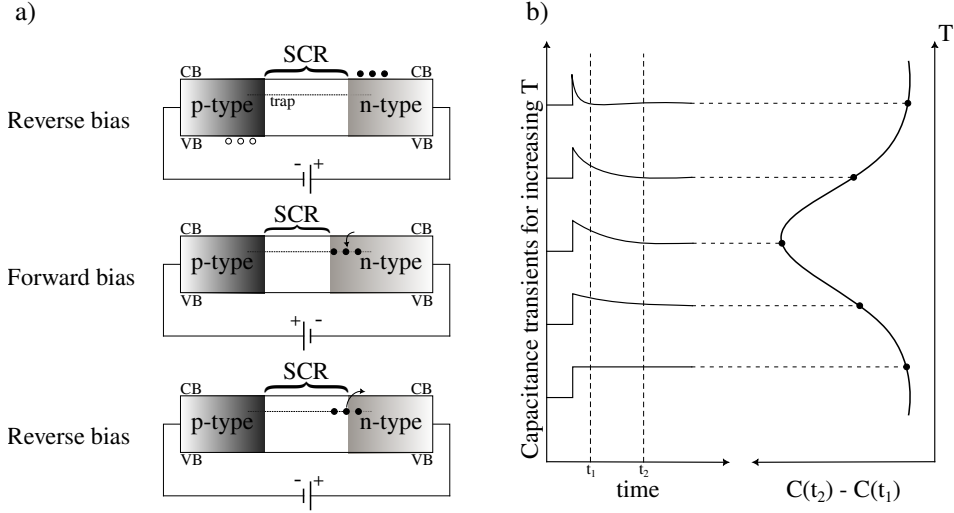 a)
SCR
CB
CB
p-type
trap
n-type
Reverse bias
VB
VB
- +
SCR
CB
CB
p-type
n-type
Forward bias
VB
VB
+ -
SCR
CB
CB
p-type
n-type
Reverse bias
VB
VB
- +
b)
T
Capacitance transients for increasing T
t1
t2
time
C(t2) - C(t1)